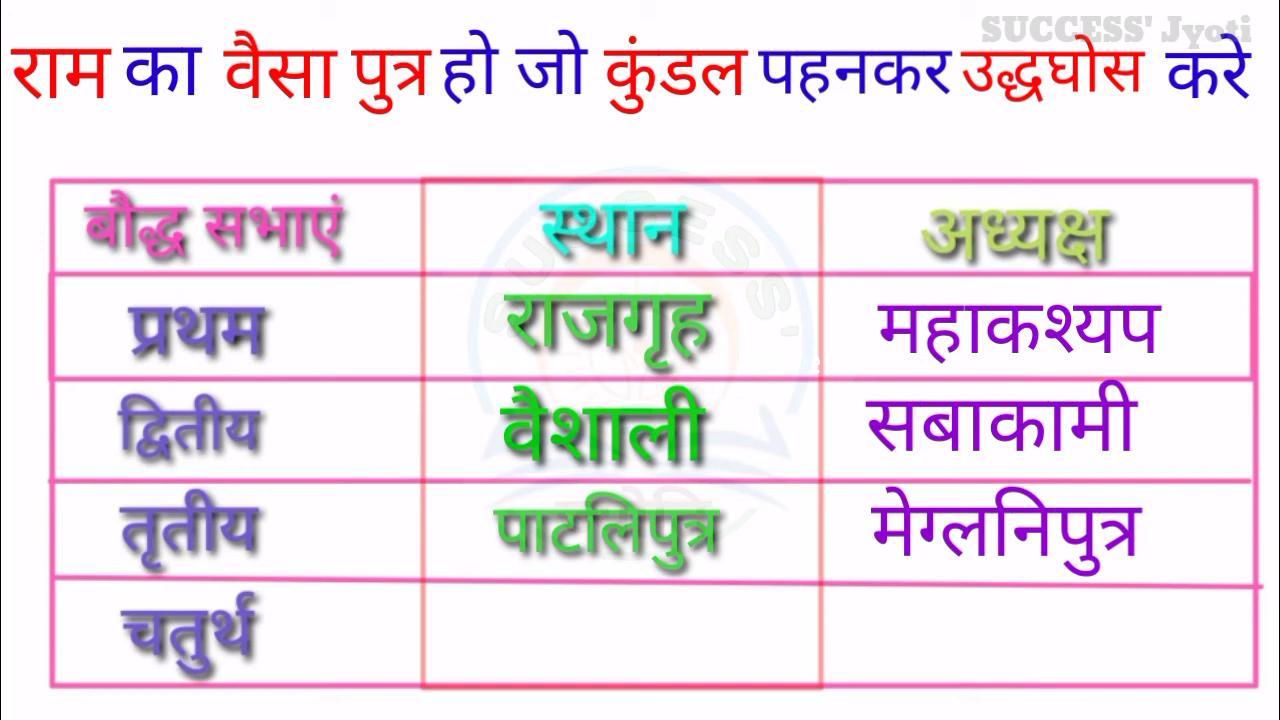 SUCCESS' Jyoti
राम का वैसा पुत्र हो जो कुंडल पहनकर उद्धघोस करे
बौद्ध सभाएं स्थान अध्यक्ष
प्रथम राजगृह महाकश्यप
द्वितीय वैशाली सबाकामी
तृतीय पाटलिपुत्र मेग्लनिपुत्र
चतुर्थ